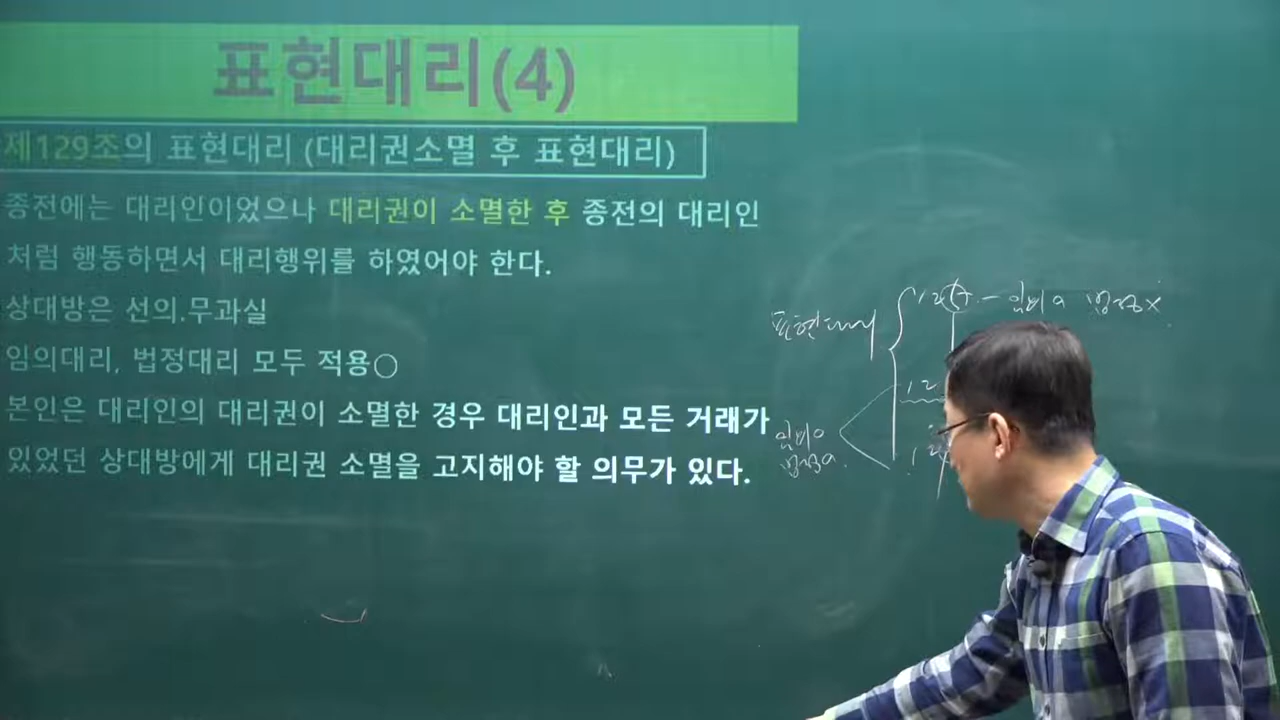 표현대리(4)
제129조의 표현대리 (대리권소멸 후 표현대리)
종전에는 대리인이었으나 대리권이 소멸한 후 종전의 대리인
처럼 행동하면서 대리행위를 하였어야 한다.
상대방은 선의.무과실
임의대리, 법정대리 모두 적용○
본인은 대리인의 대리권이 소멸한 경우 대리인과 모든 거래가
있었던 상대방에게 대리권 소멸을 고지해야 할 의무가 있다.
표현대리